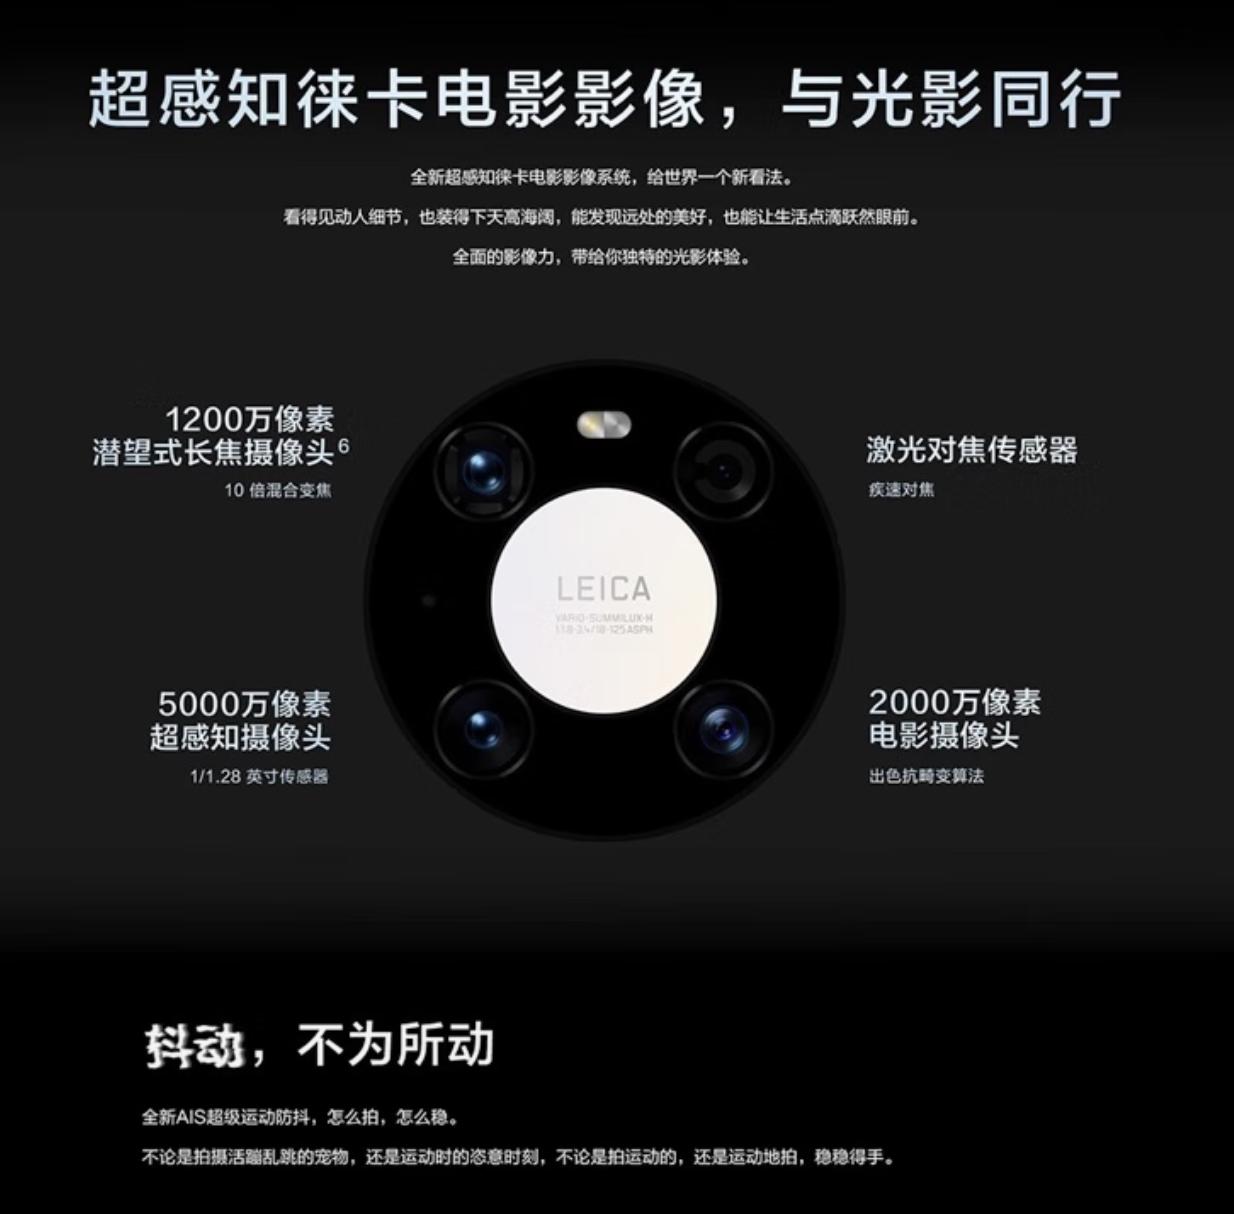 超感知徕卡电影影像，与光影同行
全新超感知徕卡电影影像系统，给世界一个新看法。
看得见动人细节，也装得下天高海阔，能发现远处的美好，也能让生活点滴跃然眼前。
全面的影像力，带给你独特的光影体验。
1200万像素
潜望式长焦摄像头6
10 倍混合变焦
激光对焦传感器
疾速对焦
LEICA
VARIO-SUMMILUX-H
1:1.8-3.4/18-125 ASPH
5000万像素
超感知摄像头
1/1.28 英寸传感器
2000万像素
电影摄像头
出色抗畸变算法
抖动，不为所动
全新AIS超级运动防抖，怎么拍，怎么稳。
不论是拍摄活蹦乱跳的宠物，还是运动时的恣意时刻，不论是拍运动的，还是运动地拍，稳稳得手。